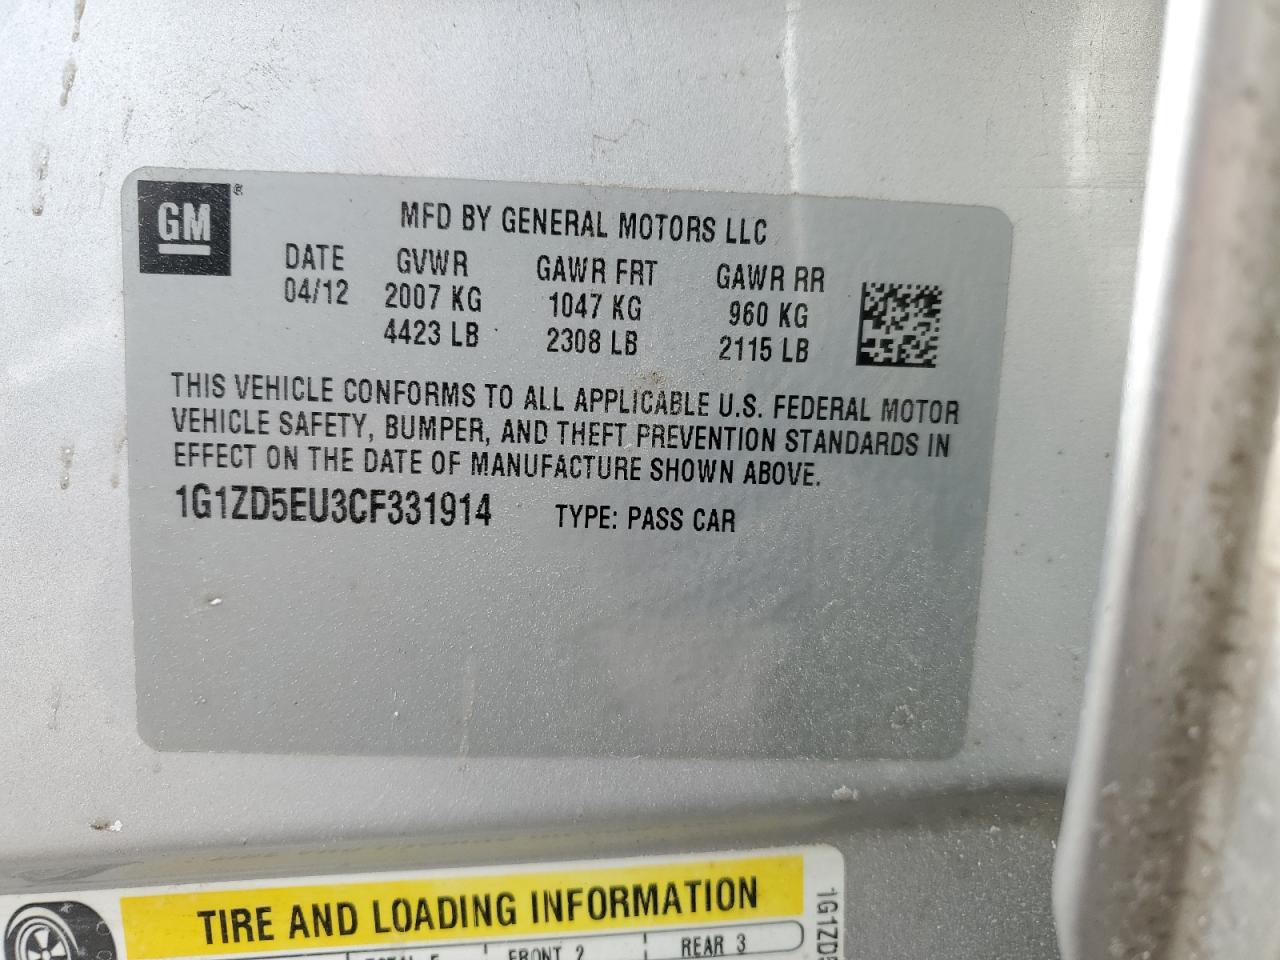 GM ®
MFD BY GENERAL MOTORS LLC
DATE GVWR GAWR FRT GAWR RR
04/12 2007 KG 1047 KG 960 KG
4423 LB 2308 LB 2115 LB
THIS VEHICLE CONFORMS TO ALL APPLICABLE U.S. FEDERAL MOTOR
VEHICLE SAFETY, BUMPER, AND THEFT PREVENTION STANDARDS IN
EFFECT ON THE DATE OF MANUFACTURE SHOWN ABOVE.
1G1ZD5EU3CF331914 TYPE: PASS CAR
TIRE AND LOADING INFORMATION
FRONT 2 REAR 3
1G1ZD5